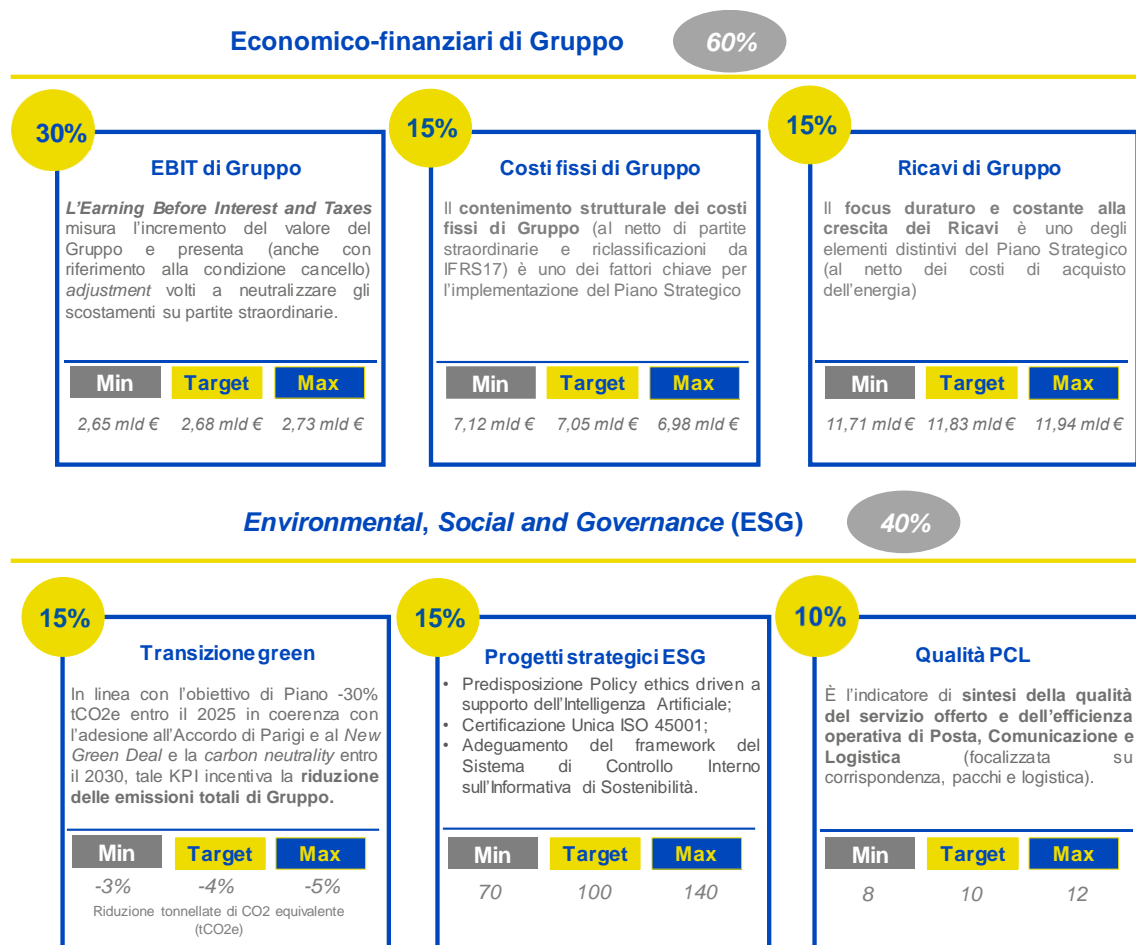 Economico-finanziari di Gruppo
60%
30%
EBIT di Gruppo
L’Earning Before Interest and Taxes
misura l’incremento del valore del
Gruppo e presenta (anche con
riferimento alla condizione cancello)
adjustment volti a neutralizzare gli
scostamenti su partite straordinarie.
Min Target Max
2,65 mld € 2,68 mld € 2,73 mld €
15%
Costi fissi di Gruppo
Il contenimento strutturale dei costi
fissi di Gruppo (al netto di partite
straordinarie e riclassificazioni da
IFRS17) è uno dei fattori chiave per
l’implementazione del Piano Strategico
Min Target Max
7,12 mld € 7,05 mld € 6,98 mld €
15%
Ricavi di Gruppo
Il focus duraturo e costante alla
crescita dei Ricavi è uno degli
elementi distintivi del Piano Strategico
(al netto dei costi di acquisto
dell’energia)
Min Target Max
11,71 mld € 11,83 mld € 11,94 mld €
Environmental, Social and Governance (ESG)
40%
15%
Transizione green
In linea con l’obiettivo di Piano -30%
tCO2e entro il 2025 in coerenza con
l’adesione all’Accordo di Parigi e al New
Green Deal e la carbon neutrality entro
il 2030, tale KPI incentiva la riduzione
delle emissioni totali di Gruppo.
Min Target Max
-3% -4% -5%
Riduzione tonnellate di CO2 equivalente
(tCO2e)
15%
Progetti strategici ESG
• Predisposizione Policy ethics driven a
supporto dell’Intelligenza Artificiale;
• Certificazione Unica ISO 45001;
• Adeguamento del framework del
Sistema di Controllo Interno
sull’Informativa di Sostenibilità.
Min Target Max
70 100 140
10%
Qualità PCL
È l’indicatore di sintesi della qualità
del servizio offerto e dell’efficienza
operativa di Posta, Comunicazione e
Logistica (focalizzata su
corrispondenza, pacchi e logistica).
Min Target Max
8 10 12